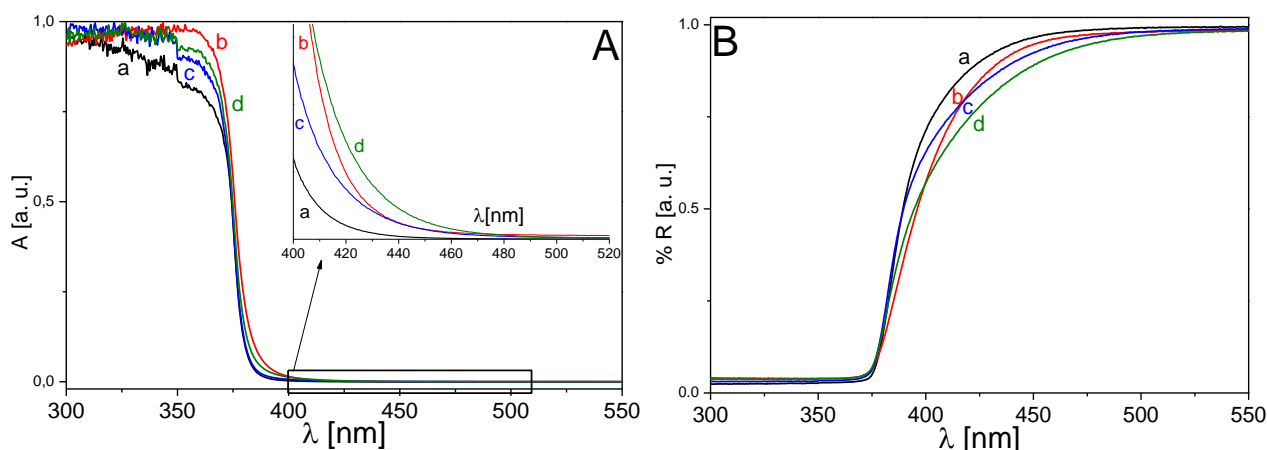 A
1,0
0,5
0,0
A [a. u.]
300 350 400 450 500 550
λ [nm]
a
b
c
d
b
c
d
a
λ[nm]
400 420 440 460 480 500 520
B
1.0
0.5
0.0
% R [a. u.]
300 350 400 450 500 550
λ [nm]
a
b
c
d